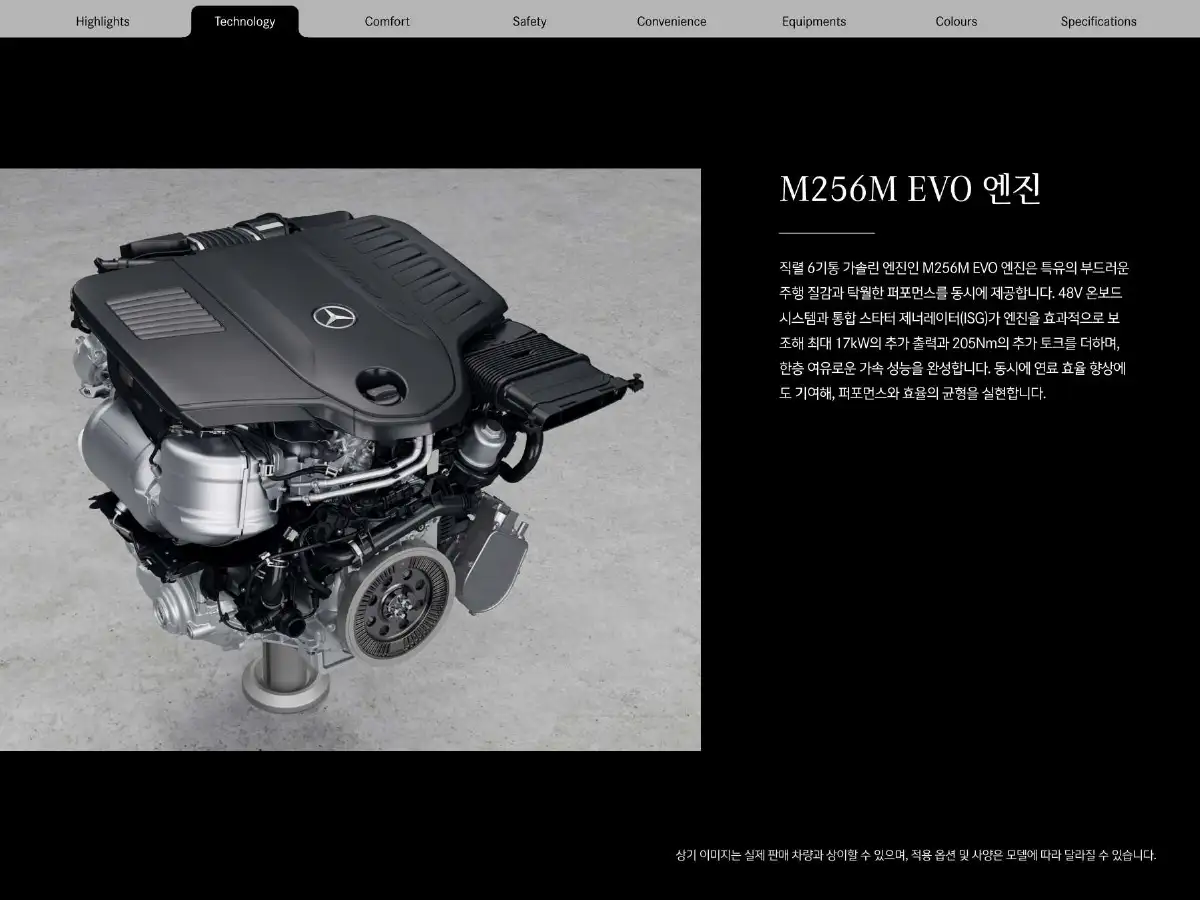 Highlights
Technology
Comfort
Safety
Convenience
Equipments
Colours
Specifications
M256M EVO 엔진
직렬 6기통 가솔린 엔진인 M256M EVO 엔진은 특유의 부드러운
주행 질감과 탁월한 퍼포먼스를 동시에 제공합니다. 48V 온보드
시스템과 통합 스타터 제너레이터(ISG)가 엔진을 효과적으로 보
조해 최대 17kW의 추가 출력과 205Nm의 추가 토크를 더하며,
한층 여유로운 가속 성능을 완성합니다. 동시에 연료 효율 향상에
도 기여해, 퍼포먼스와 효율의 균형을 실현합니다.
상기 이미지는 실제 판매 차량과 상이할 수 있으며, 적용 옵션 및 사양은 모델에 따라 달라질 수 있습니다.